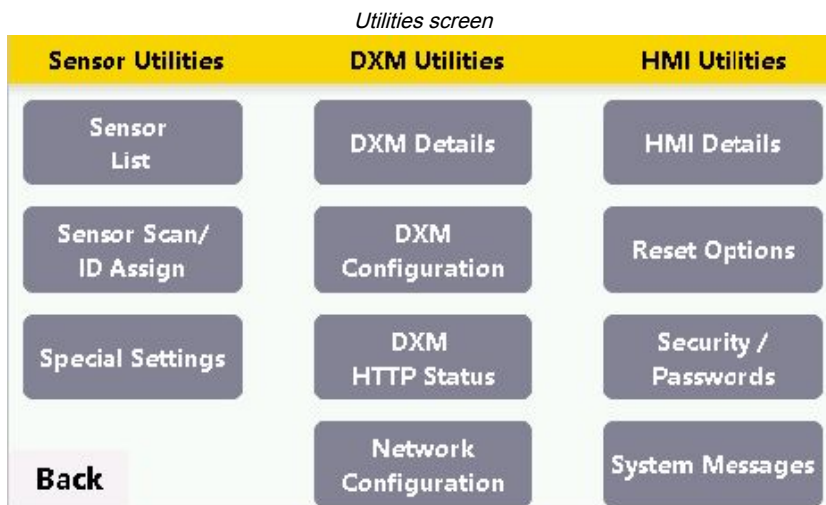 Utilities screen
Sensor Utilities
DXM Utilities
HMI Utilities
Sensor
List
DXM Details
HMI Details
Sensor Scan/
ID Assign
DXM
Configuration
Reset Options
Special Settings
DXM
HTTP Status
Security /
Passwords
Back
Network
Configuration
System Messages